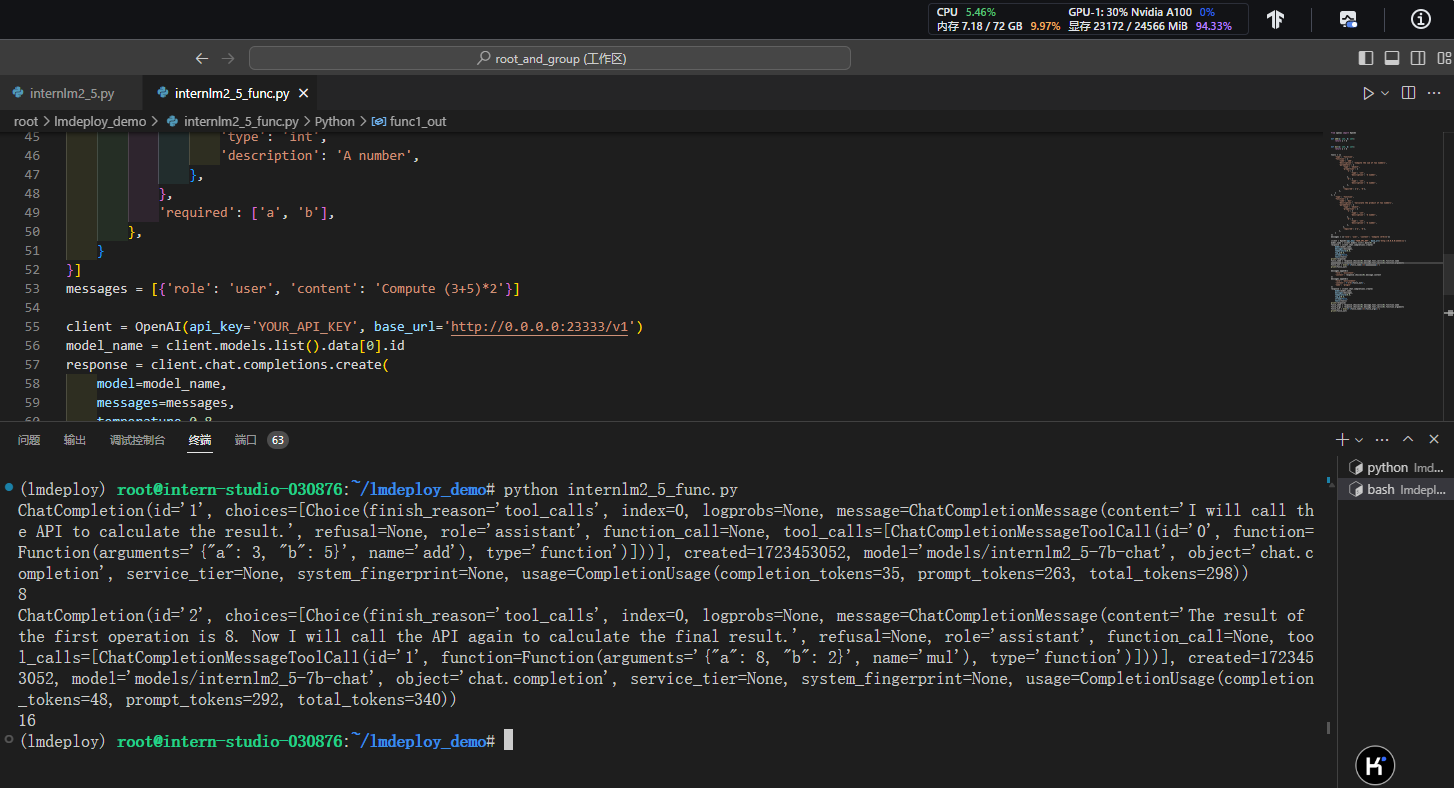 CPU 5.46% GPU-1: 30% Nvidia A100 0%
内存 7.18 / 72 GB 9.97% 显存 23172 / 24566 MiB 94.33%
root_and_group (工作区)
internlm2_5.py internlm2_5_func.py
root > lmdeploy_demo > internlm2_5_func.py > Python > func1_out
45 'type': 'int',
46 'description': 'A number',
47 },
48 },
49 'required': ['a', 'b'],
50 },
51 }
52 }]
53 messages = [{'role': 'user', 'content': 'Compute (3+5)*2'}]
54
55 client = OpenAI(api_key='YOUR_API_KEY', base_url='http://0.0.0.0:23333/v1')
56 model_name = client.models.list().data[0].id
57 response = client.chat.completions.create(
58 model=model_name,
59 messages=messages,
60 temperature=0.8,
问题 输出 调试控制台 终端 端口 63
python lmd...
bash lmdepl...
(lmdeploy) root@intern-studio-030876:~/lmdeploy_demo# python internlm2_5_func.py
ChatCompletion(id='1', choices=[Choice(finish_reason='tool_calls', index=0, logprobs=None, message=ChatCompletionMessage(content='I will call th
e API to calculate the result.', refusal=None, role='assistant', function_call=None, tool_calls=[ChatCompletionMessageToolCall(id='0', function=
Function(arguments='{"a": 3, "b": 5}', name='add'), type='function')]))], created=1723453052, model='models/internlm2_5-7b-chat', object='chat.c
ompletion', service_tier=None, system_fingerprint=None, usage=CompletionUsage(completion_tokens=35, prompt_tokens=263, total_tokens=298))
8
ChatCompletion(id='2', choices=[Choice(finish_reason='tool_calls', index=0, logprobs=None, message=ChatCompletionMessage(content='The result of
the first operation is 8. Now I will call the API again to calculate the final result.', refusal=None, role='assistant', function_call=None, too
l_calls=[ChatCompletionMessageToolCall(id='1', function=Function(arguments='{"a": 8, "b": 2}', name='mul'), type='function')]))], created=172345
3052, model='models/internlm2_5-7b-chat', object='chat.completion', service_tier=None, system_fingerprint=None, usage=CompletionUsage(completion
_tokens=48, prompt_tokens=292, total_tokens=340))
16
(lmdeploy) root@intern-studio-030876:~/lmdeploy_demo#